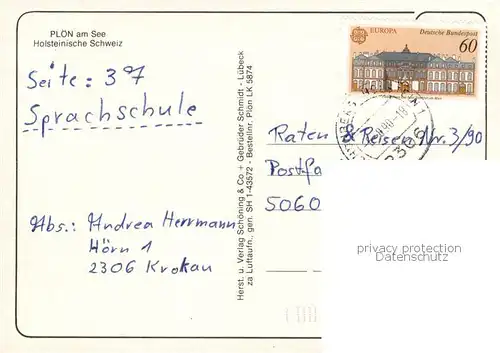 PLÖN am See
Holsteinische Schweiz
Seite: 37
Sprachschule
Abs.: Andrea Herrmann
Hörn 1
2306 Krokau
Herst. u. Verlag Schöning & Co + Gebrüder Schmidt · Lübeck
za Luftaufn., gen. SH 1-43572 · Bestellnr. Plön LK 5874
EUROPA
Deutsche Bundespost
60
2306
Raten & Reisen Nr. 3/90
Postfa
5060
privacy protection
Datenschutz